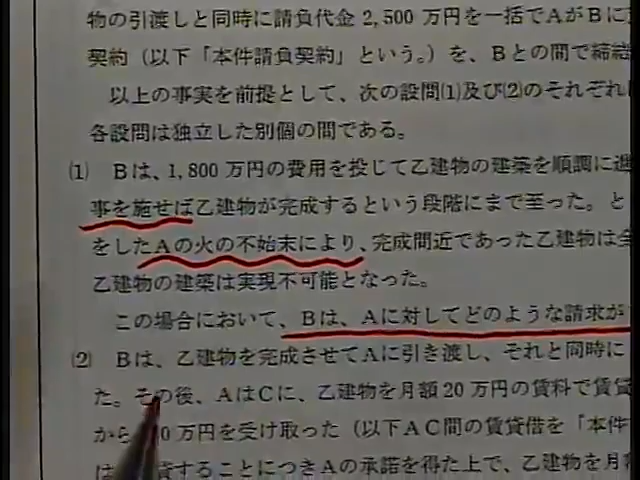 物の引渡しと同時に請負代金 2,500 万円を一括でAがBに
契約（以下「本件請負契約」という。）を、Bとの間で締結
以上の事実を前提として、次の設問⑴及び⑵のそれぞれ
各設問は独立した別個の問である。
⑴ Bは、1,800 万円の費用を投じて乙建物の建築を順調に進
事を施せば乙建物が完成するという段階にまで至った。と
をしたAの火の不始末により、完成間近であった乙建物は全
乙建物の建築は実現不可能となった。
この場合において、Bは、Aに対してどのような請求が
⑵ Bは、乙建物を完成させてAに引き渡し、それと同時に
た。その後、AはCに、乙建物を月額 20 万円の賃料で賃貸
から 0 万円を受け取った（以下AC間の賃貸借を「本件
は 貸することにつきAの承諾を得た上で、乙建物を月